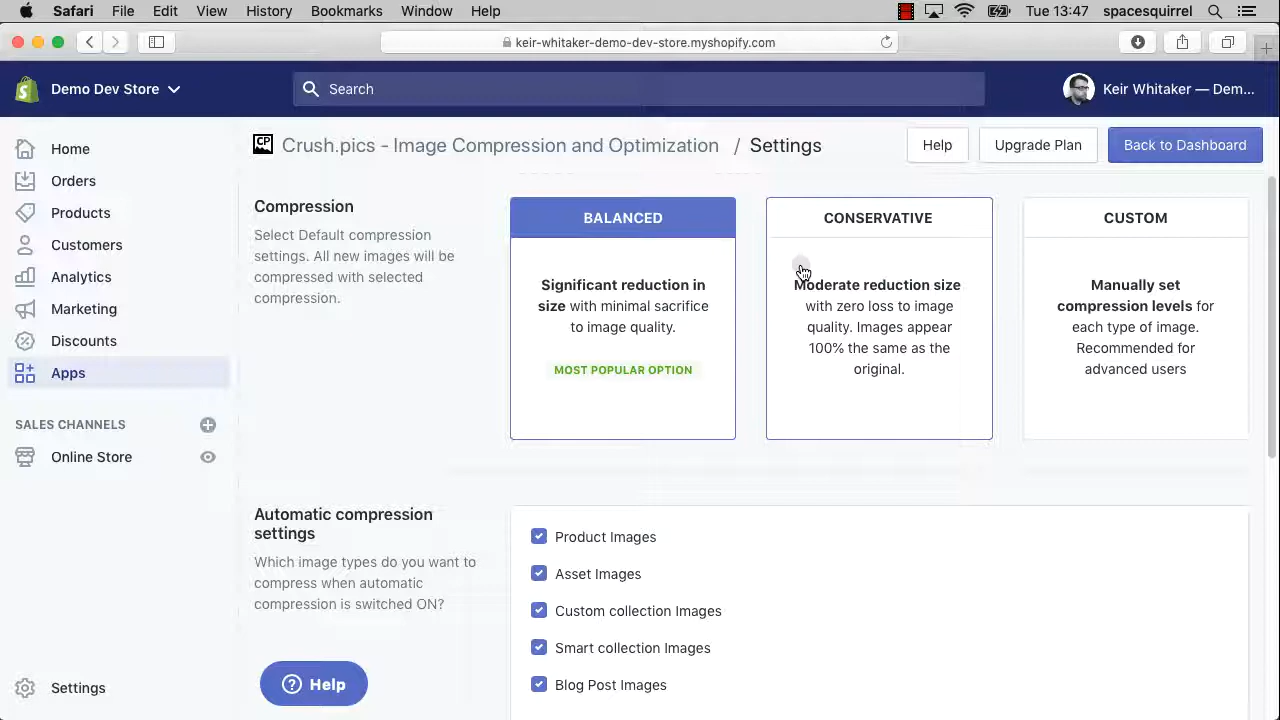 Safari File Edit View History Bookmarks Window Help Tue 13:47 spacesquirrel
keir-whitaker-demo-dev-store.myshopify.com
Demo Dev Store Search Keir Whitaker — Dem...
CP Crush.pics - Image Compression and Optimization / Settings Help Upgrade Plan Back to Dashboard
Home
Orders
Products
Customers
Analytics
Marketing
Discounts
Apps
SALES CHANNELS
Online Store
Settings
Compression
Select Default compression
settings. All new images will be
compressed with selected
compression.
BALANCED
Significant reduction in
size with minimal sacrifice
to image quality.
MOST POPULAR OPTION
CONSERVATIVE
Moderate reduction size
with zero loss to image
quality. Images appear
100% the same as the
original.
CUSTOM
Manually set
compression levels for
each type of image.
Recommended for
advanced users
Automatic compression
settings
Which image types do you want to
compress when automatic
compression is switched ON?
Product Images
Asset Images
Custom collection Images
Smart collection Images
Blog Post Images
Help